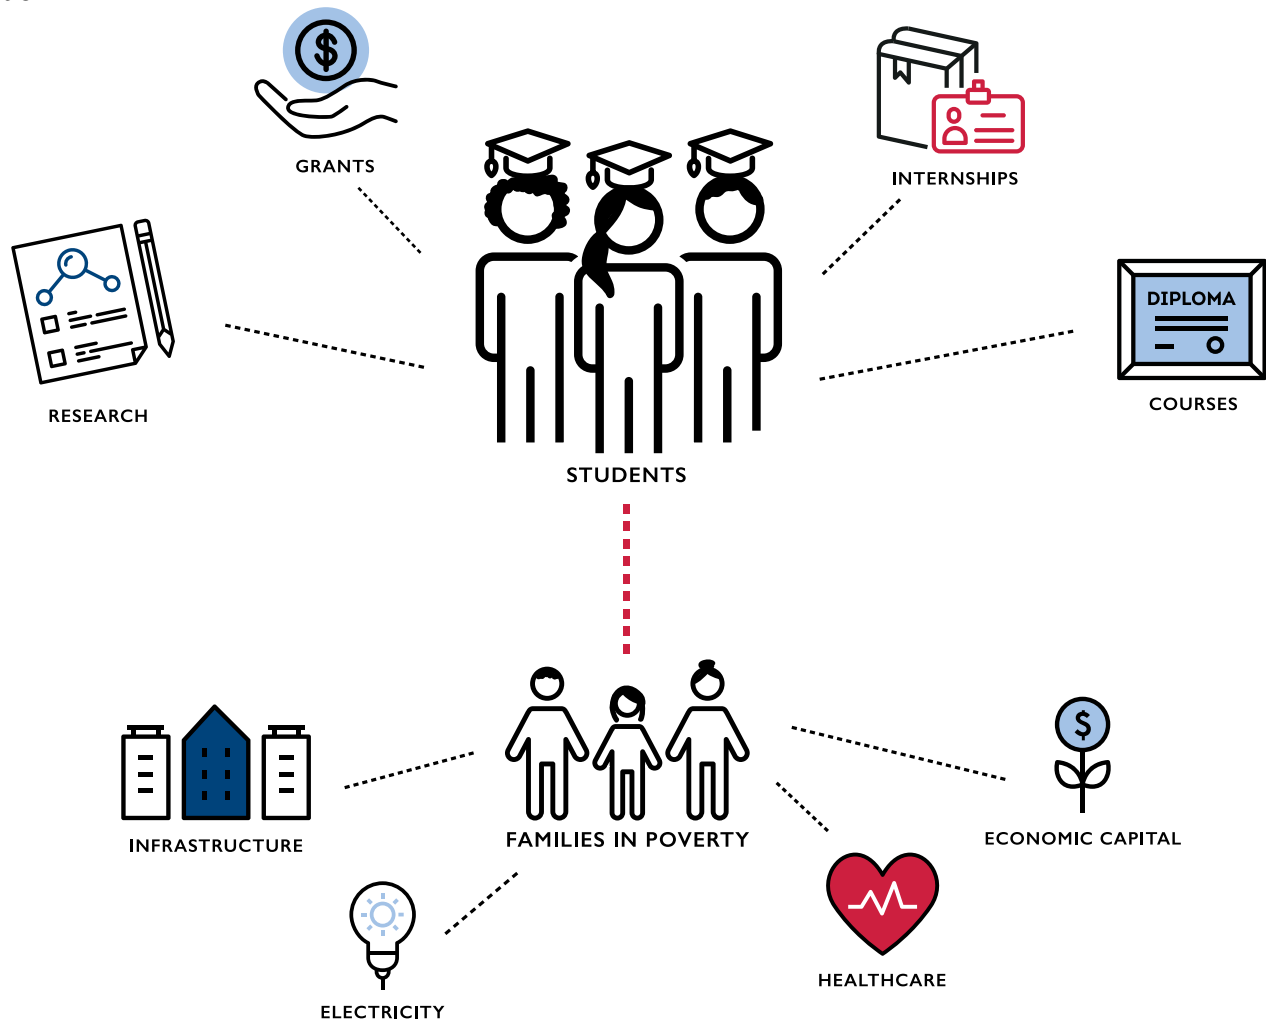 $
GRANTS
INTERNSHIPS
RESEARCH
DIPLOMA
COURSES
STUDENTS
INFRASTRUCTURE
FAMILIES IN POVERTY
$
ECONOMIC CAPITAL
ELECTRICITY
HEALTHCARE